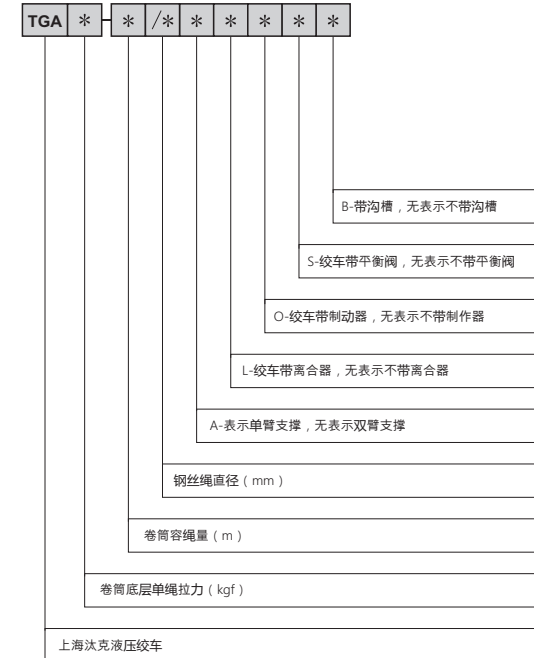 TGA * - * /* * * * * *
B-带沟槽，无表示不带沟槽
S-绞车带平衡阀，无表示不带平衡阀
O-绞车带制动器，无表示不带制作器
L-绞车带离合器，无表示不带离合器
A-表示单臂支撑，无表示双臂支撑
钢丝绳直径（mm）
卷筒容绳量（m）
卷筒底层单绳拉力（kgf）
上海汰克液压绞车